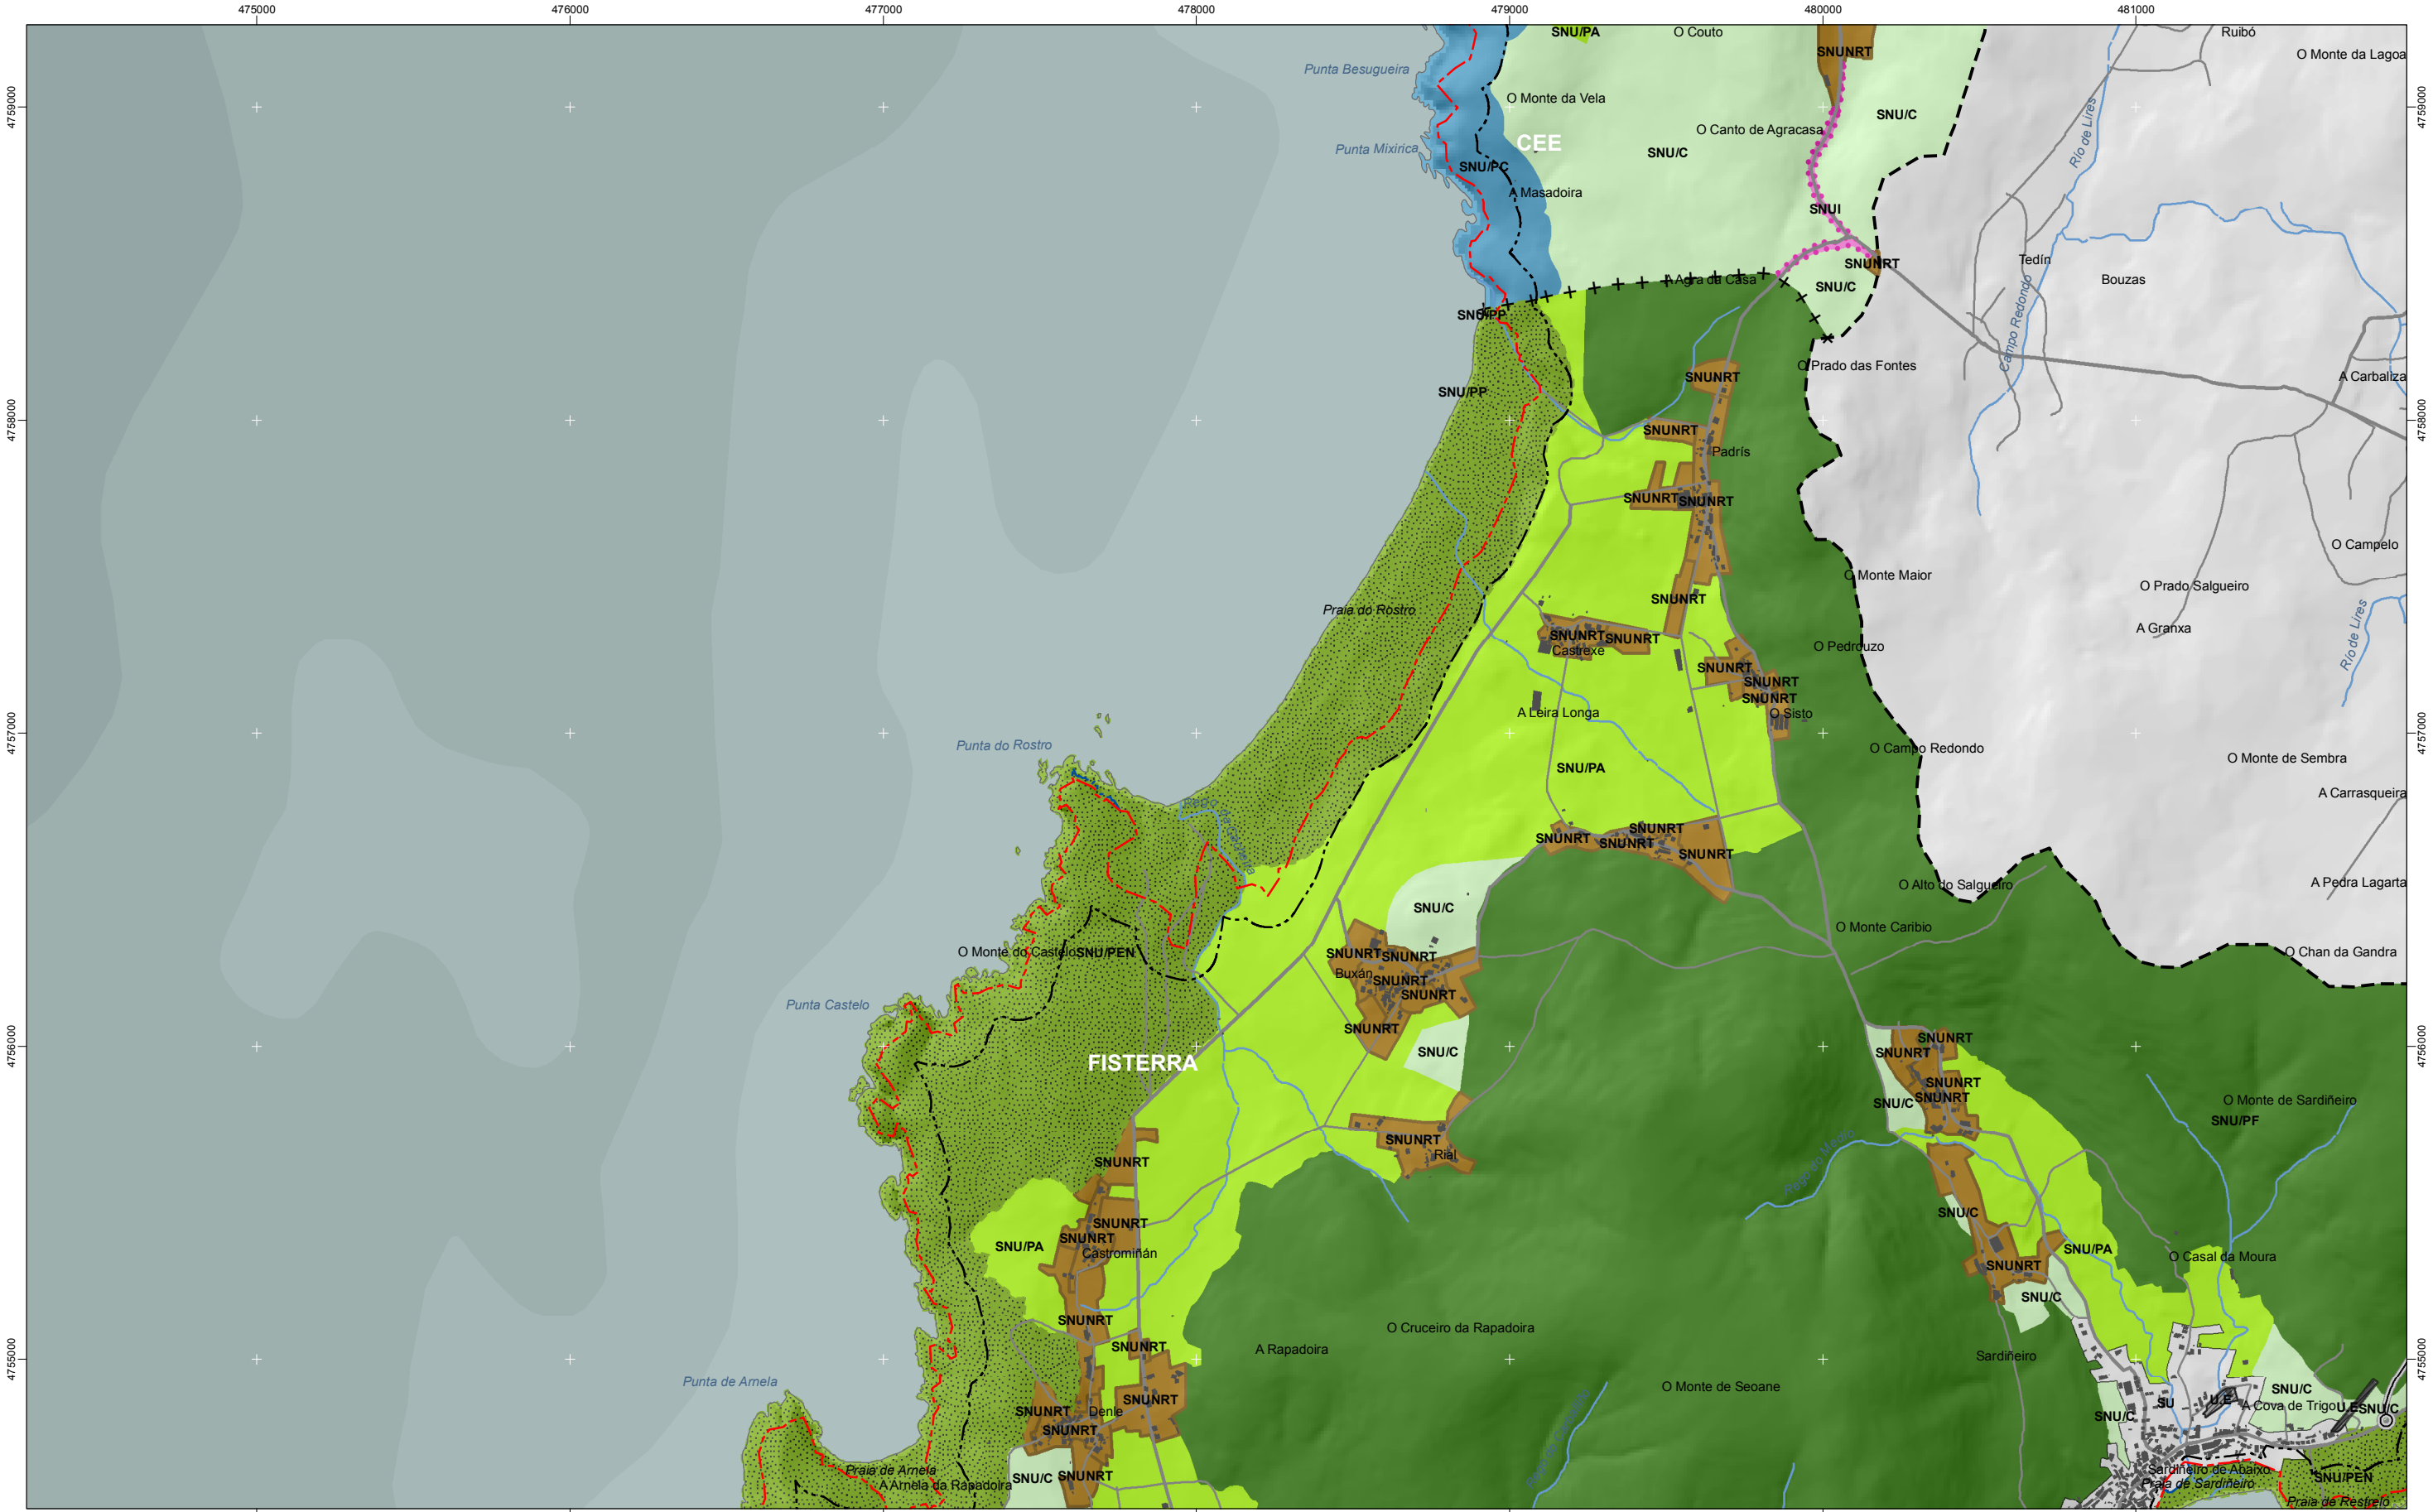 475000 476000 477000 478000 479000 480000 481000
SNU/PA
O Couto
Ruibó
SNUNRT
O Monte da Lagoa
Punta Besugueira
O Monte da Vela
4759000
4759000
SNU/C
Río de Lires
O Canto de Agracasa
CEE
Punta Mixirica
SNU/C
SNU/PC
A Masadoira
SNUI
Tedín
SNUNRT
A Agra da Casa
Bouzas
SNU/C
Campo Redondo
SNU/PP
O Prado das Fontes
SNUNRT
A Carbaliza
SNU/PP
4758000
4758000
SNUNRT
Padrís
SNUNRT
SNUNRT
O Campelo
O Monte Maior
O Prado Salgueiro
SNUNRT
Praia do Rostro
A Granxa
Río de Lires
SNUNRT
SNUNRT
Castrexe
O Pedrouzo
SNUNRT
SNUNRT
SNUNRT
A Leira Longa
O Sisto
4757000
4757000
Punta do Rostro
O Campo Redondo
O Monte de Sembra
SNU/PA
A Carrasqueira
SNUNRT
SNUNRT
SNUNRT
SNUNRT
A Pedra Lagarta
O Alto do Salgueiro
SNU/C
O Monte Caribio
O Monte do Castelo
SNU/PEN
SNUNRT
SNUNRT
O Chan da Gandra
Buxán
SNUNRT
SNUNRT
Punta Castelo
SNUNRT
4756000
4756000
SNUNRT
SNUNRT
SNU/C
FISTERRA
SNUNRT
SNUNRT
SNU/C
O Monte de Sardiñeiro
SNU/PF
SNUNRT
Rial
SNUNRT
SNU/C
SNUNRT
SNUNRT
SNU/PA
Castromiñán
SNU/PA
O Casal da Moura
SNUNRT
SNU/C
SNUNRT
O Cruceiro da Rapadoira
SNUNRT
A Rapadoira
Sardiñeiro
4755000
4755000
Punta de Arnela
O Monte de Seoane
SNU/C
SNUNRT
SU
U.E
A Cova de Trigo
U.E
SNU/C
SNUNRT
Denle
SNU/C
SNUNRT
Praia de Arnela
SNU/C
SNUNRT
A Arnela da Rapadoira
Sardiñeiro de Abaixo
SNU/PEN
Praia de Sardiñeiro
Praia de Restrelo